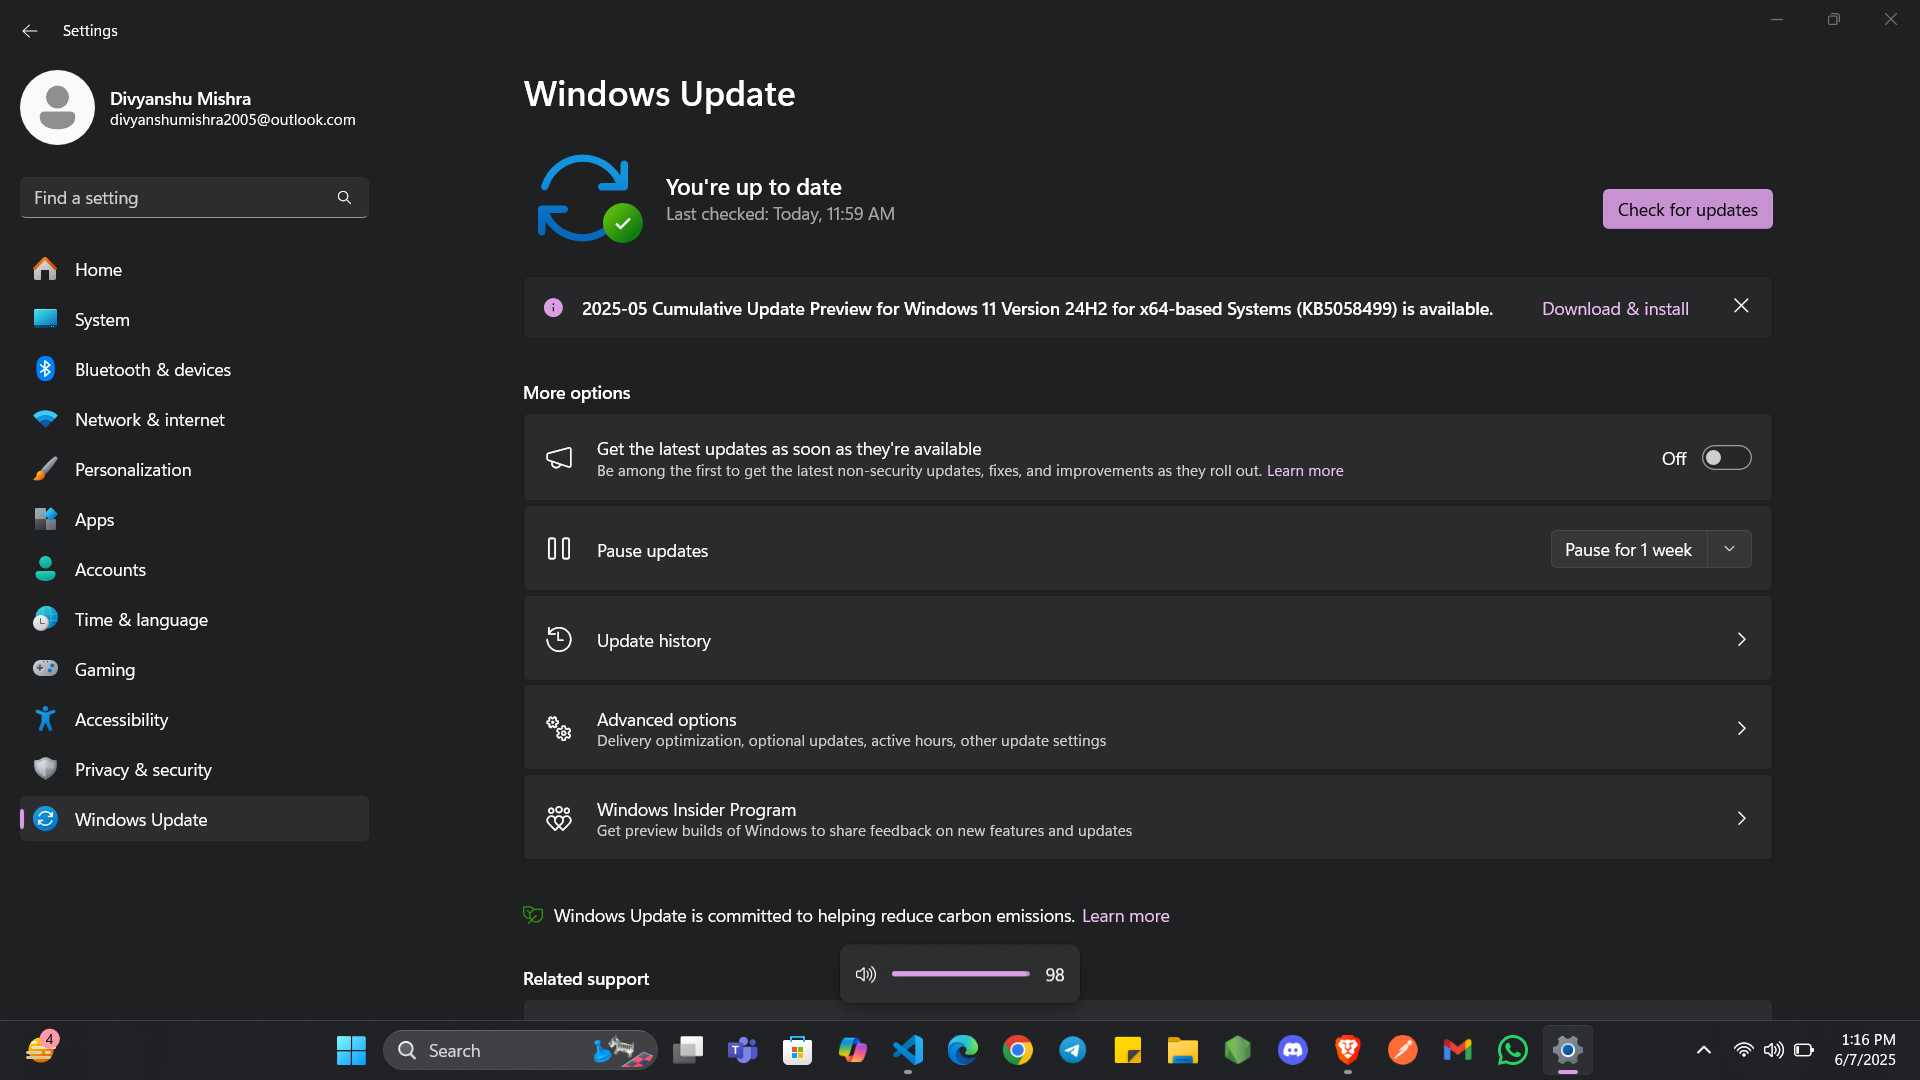 Settings
Divyanshu Mishra
divyanshumishra2005@outlook.com
Find a setting
Home
System
Bluetooth & devices
Network & internet
Personalization
Apps
Accounts
Time & language
Gaming
Accessibility
Privacy & security
Windows Update
Windows Update
You're up to date
Last checked: Today, 11:59 AM
Check for updates
2025-05 Cumulative Update Preview for Windows 11 Version 24H2 for x64-based Systems (KB5058499) is available.
Download & install
More options
Get the latest updates as soon as they're available
Be among the first to get the latest non-security updates, fixes, and improvements as they roll out. Learn more
Off
Pause updates
Pause for 1 week
Update history
Advanced options
Delivery optimization, optional updates, active hours, other update settings
Windows Insider Program
Get preview builds of Windows to share feedback on new features and updates
Windows Update is committed to helping reduce carbon emissions. Learn more
Related support
98
4
Search
1:16 PM
6/7/2025